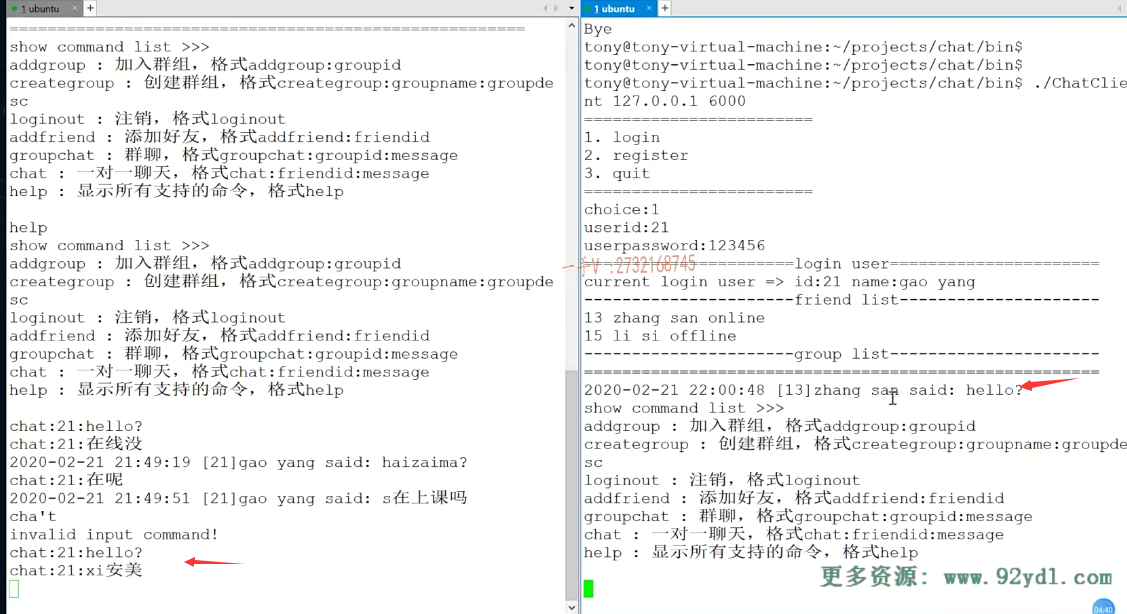 1 ubuntu
======================================================
show command list >>>
addgroup : 加入群组，格式addgroup:groupid
creategroup : 创建群组，格式creategroup:groupname:groupde
sc
loginout : 注销，格式loginout
addfriend : 添加好友，格式addfriend:friendid
groupchat : 群聊，格式groupchat:groupid:message
chat : 一对一聊天，格式chat:friendid:message
help : 显示所有支持的命令，格式help
help
show command list >>>
addgroup : 加入群组，格式addgroup:groupid
creategroup : 创建群组，格式creategroup:groupname:groupde
sc
loginout : 注销，格式loginout
addfriend : 添加好友，格式addfriend:friendid
groupchat : 群聊，格式groupchat:groupid:message
chat : 一对一聊天，格式chat:friendid:message
help : 显示所有支持的命令，格式help
chat:21:hello?
chat:21:在线没
2020-02-21 21:49:19 [21]gao yang said: haizaima?
chat:21:在呢
2020-02-21 21:49:51 [21]gao yang said: s在上课吗
cha't
invalid input command!
chat:21:hello?
chat:21:xi安美
1 ubuntu
Bye
tony@tony-virtual-machine:~/projects/chat/bin$
tony@tony-virtual-machine:~/projects/chat/bin$
tony@tony-virtual-machine:~/projects/chat/bin$ ./ChatClie
nt 127.0.0.1 6000
========================
1. login
2. register
3. quit
========================
choice:1
userid:21
userpassword:123456
======================login user======================
current login user => id:21 name:gao yang
----------------------friend list---------------------
13 zhang san online
15 li si offline
----------------------group list----------------------
======================================================
2020-02-21 22:00:48 [13]zhang san said: hello?
show command list >>>
addgroup : 加入群组，格式addgroup:groupid
creategroup : 创建群组，格式creategroup:groupname:groupde
sc
loginout : 注销，格式loginout
addfriend : 添加好友，格式addfriend:friendid
groupchat : 群聊，格式groupchat:groupid:message
chat : 一对一聊天，格式chat:friendid:message
help : 显示所有支持的命令，格式help
一手V :2732168745
更多资源: www.92ydl.com
04:40